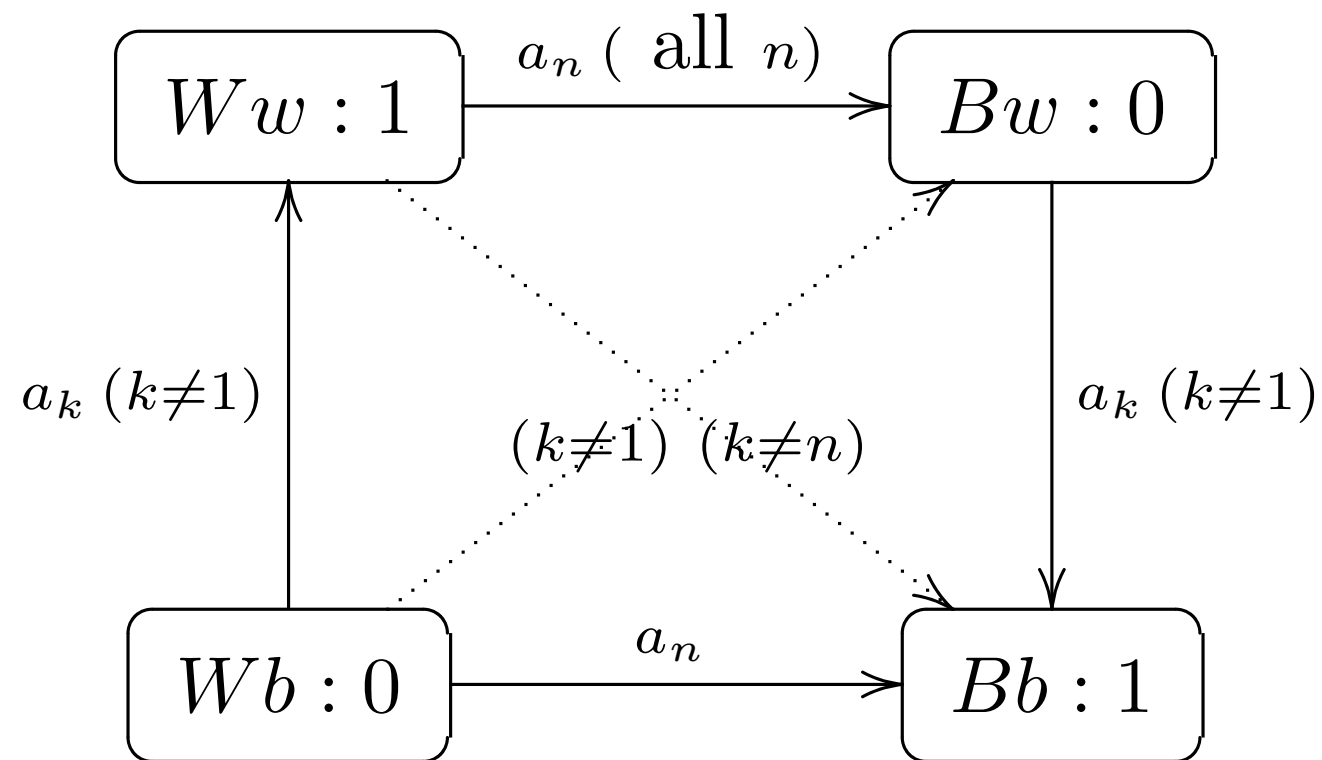 a_n ( all n)
Ww : 1
Bw : 0
a_k (k≠1)
a_k (k≠1)
(k≠1) (k≠n)
a_n
Wb : 0
Bb : 1